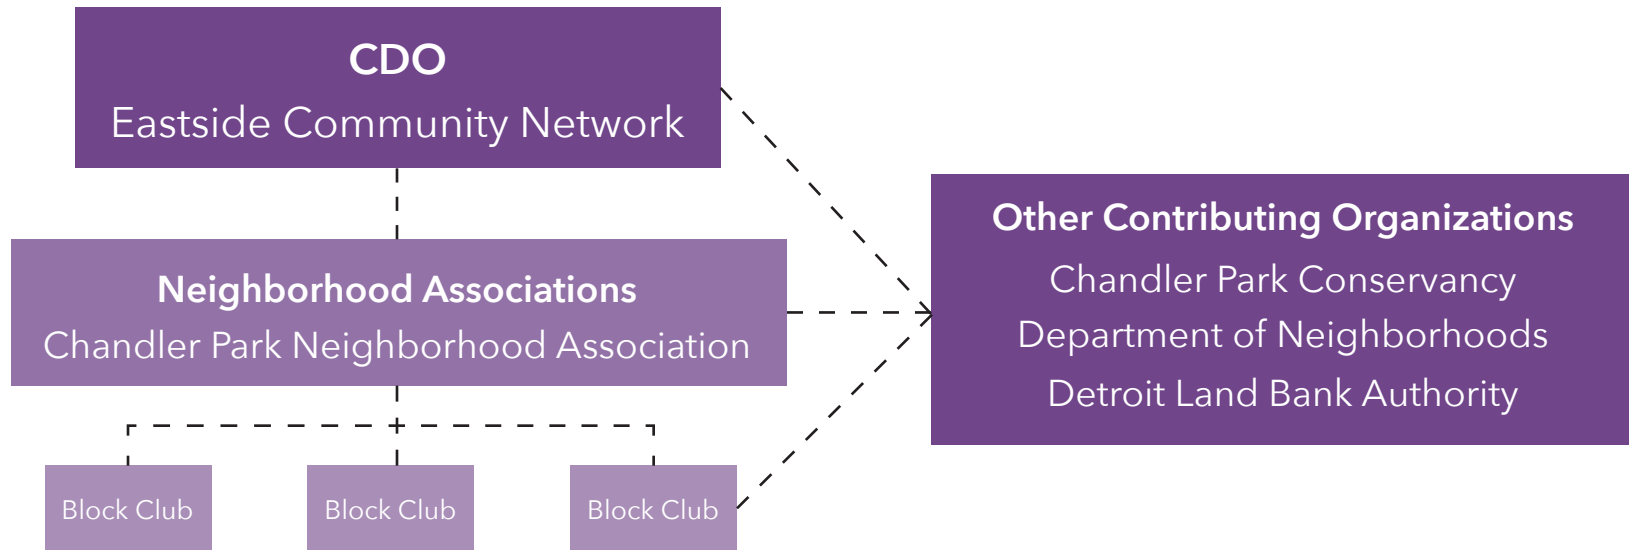 CDO
Eastside Community Network
Neighborhood Associations
Chandler Park Neighborhood Association
Block Club
Block Club
Block Club
Other Contributing Organizations
Chandler Park Conservancy
Department of Neighborhoods
Detroit Land Bank Authority